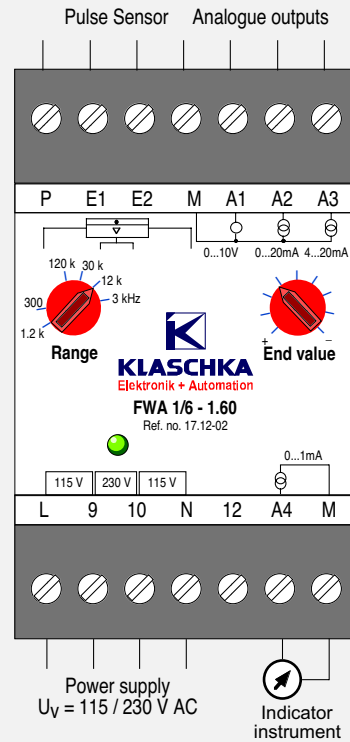 Pulse Sensor Analogue outputs
P E1 E2 M A1 A2 A3
0...10V 0...20mA 4...20mA
120 k 30 k
12 k
300 3 kHz
1.2 k
Range
+ – End value
KLASCHKA
Elektronik + Automation
FWA 1/6 - 1.60
Ref. no. 17.12-02
0...1mA
115 V 230 V 115 V
L 9 10 N 12 A4 M
Power supply
UV = 115 / 230 V AC
Indicator
instrument